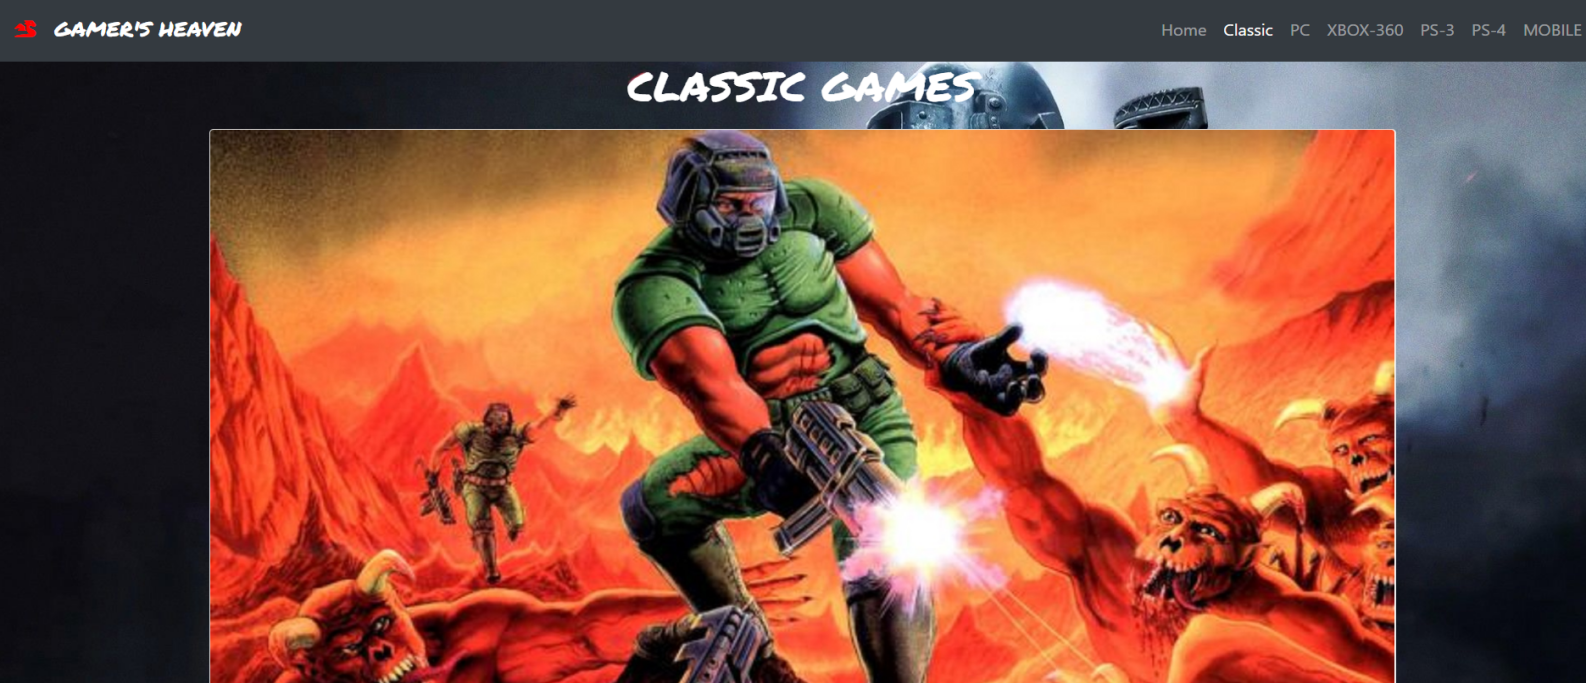 GAMER'S HEAVEN
Home Classic PC XBOX-360 PS-3 PS-4 MOBILE
CLASSIC GAMES